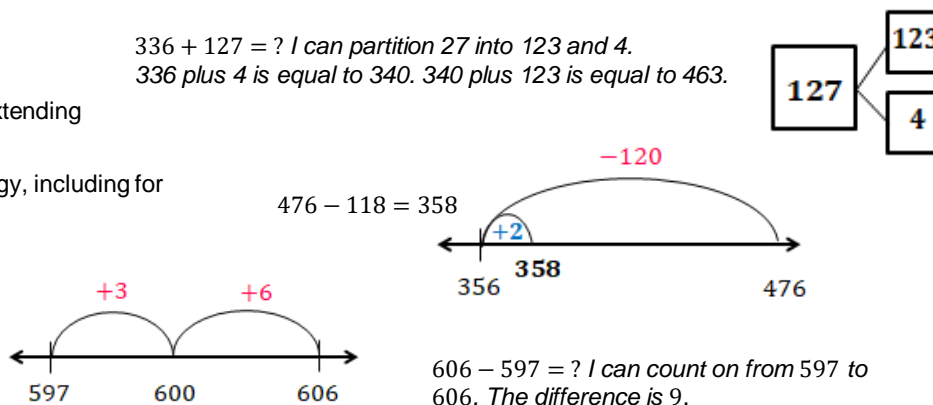 336 + 127 = ? I can partition 27 into 123 and 4.
336 plus 4 is equal to 340. 340 plus 123 is equal to 463.
127
123
4
gy, including for
476 − 118 = 358
−120
+2
356
358
476
+3
+6
597
600
606
606 − 597 = ? I can count on from 597 to
606. The difference is 9.